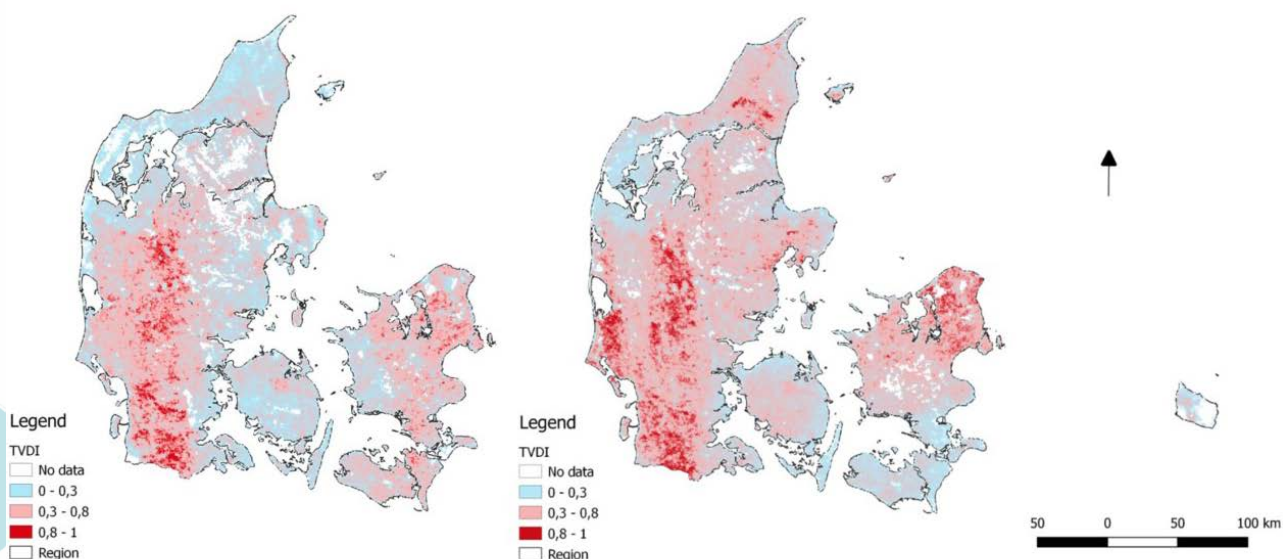 Legend
TVDI
No data
0 - 0,3
0,3 - 0,8
0,8 - 1
Region
Legend
TVDI
No data
0 - 0,3
0,3 - 0,8
0,8 - 1
Region
50 0 50 100 km